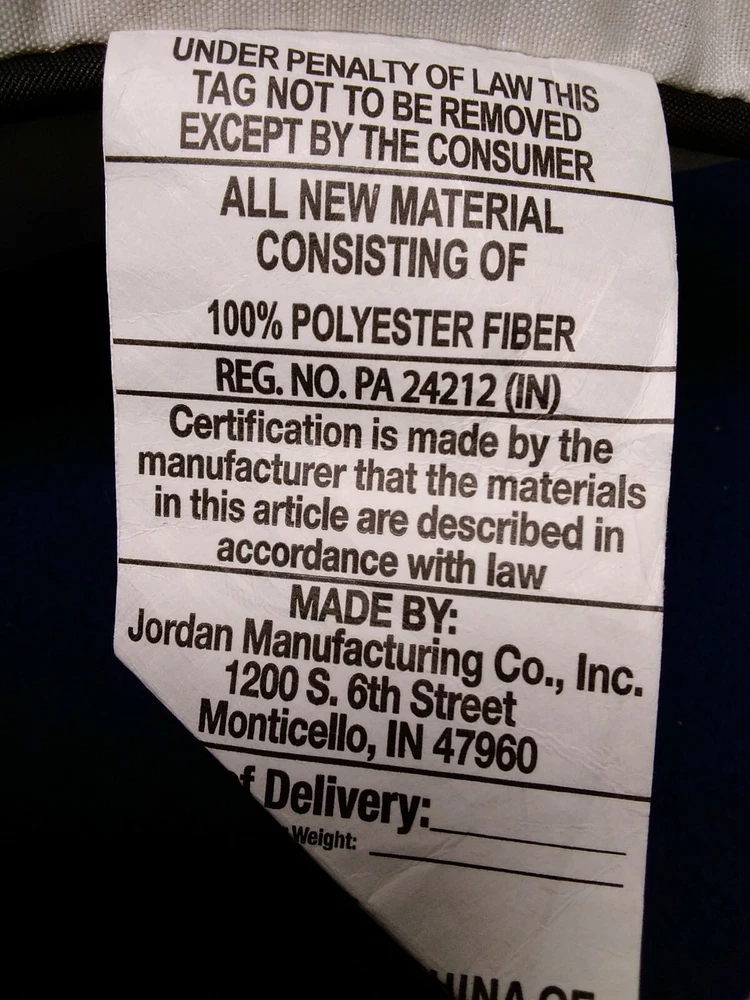 UNDER PENALTY OF LAW THIS
TAG NOT TO BE REMOVED
EXCEPT BY THE CONSUMER
ALL NEW MATERIAL
CONSISTING OF
100% POLYESTER FIBER
REG. NO. PA 24212 (IN)
Certification is made by the
manufacturer that the materials
in this article are described in
accordance with law
MADE BY:
Jordan Manufacturing Co., Inc.
1200 S. 6th Street
Monticello, IN 47960
Delivery:
Weight: